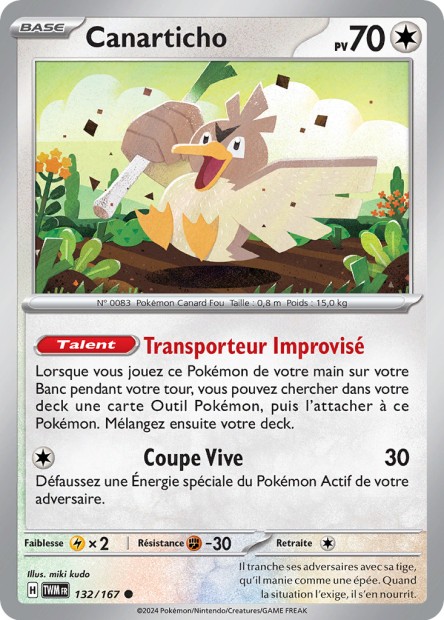 BASE
Canarticho
PV 70
N° 0083 Pokémon Canard Fou Taille : 0,8 m Poids : 15,0 kg
Talent Transporteur Improvisé
Lorsque vous jouez ce Pokémon de votre main sur votre
Banc pendant votre tour, vous pouvez chercher dans votre
deck une carte Outil Pokémon, puis l'attacher à ce
Pokémon. Mélangez ensuite votre deck.
Coupe Vive 30
Défaussez une Énergie spéciale du Pokémon Actif de votre
adversaire.
Faiblesse ×2 Résistance -30 Retraite
Illus. miki kudo
H TWM FR 132/167
Il tranche ses adversaires avec sa tige,
qu'il manie comme une épée. Quand
la situation l'exige, il s'en nourrit.
©2024 Pokémon/Nintendo/Creatures/GAME FREAK